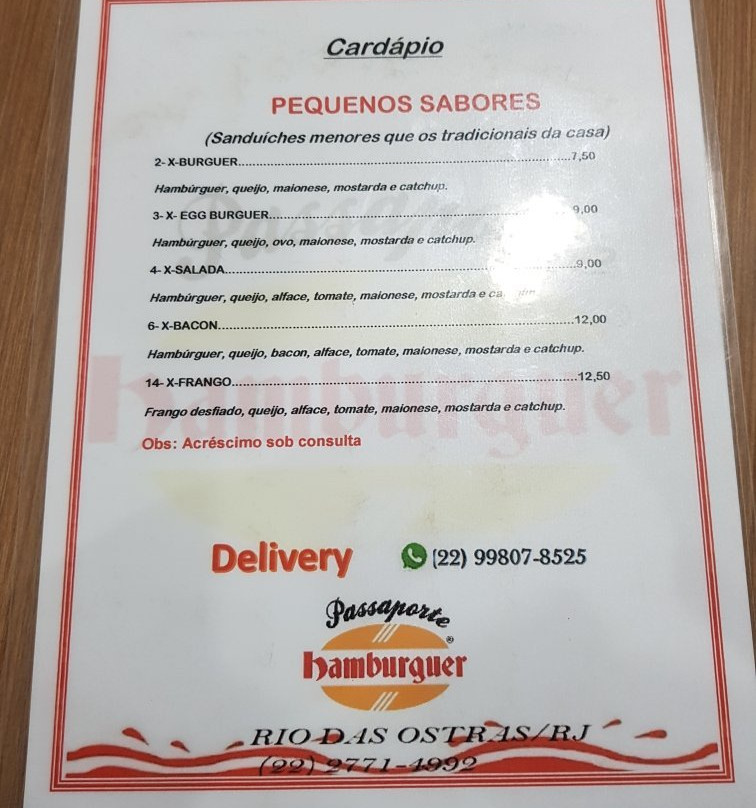 Cardápio
PEQUENOS SABORES
(Sanduíches menores que os tradicionais da casa)
2- X-BURGUER..........7,50
Hambúrguer, queijo, maionese, mostarda e catchup.
3- X- EGG BURGUER..........9,00
Hambúrguer, queijo, ovo, maionese, mostarda e catchup.
4- X-SALADA..........9,00
Hambúrguer, queijo, alface, tomate, maionese, mostarda e
6- X-BACON..........12,00
Hambúrguer, queijo, bacon, alface, tomate, maionese, mostarda e catchup.
14- X-FRANGO..........12,50
Frango desfiado, queijo, alface, tomate, maionese, mostarda e catchup.
Obs: Acréscimo sob consulta
Delivery (22) 99807-8525
Passaporte
hamburguer
RIO DAS OSTRAS/RJ
(22) 2771-4992